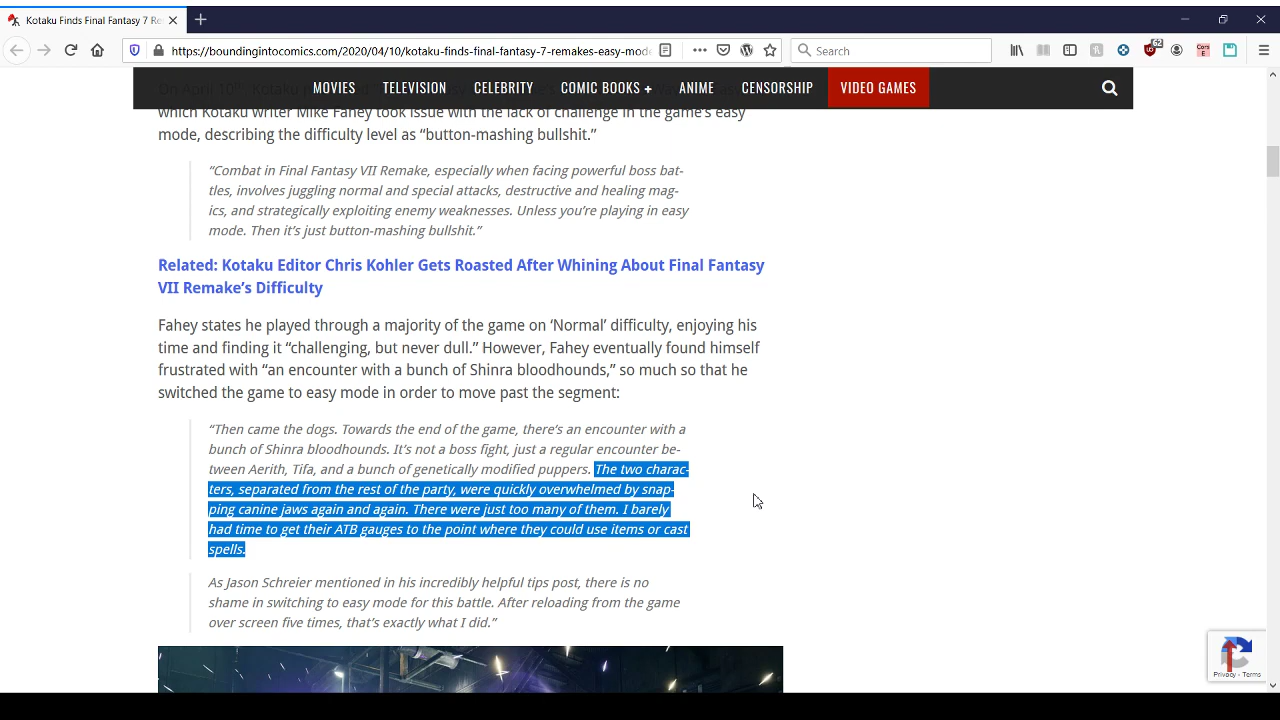 Kotaku Finds Final Fantasy 7 Re
https://boundingintocomics.com/2020/04/10/kotaku-finds-final-fantasy-7-remakes-easy-mod
Search
62
MOVIES TELEVISION CELEBRITY COMIC BOOKS + ANIME CENSORSHIP VIDEO GAMES
which Kotaku writer Mike Fahey took issue with the lack of challenge in the game's easy
mode, describing the difficulty level as “button-mashing bullshit.”
“Combat in Final Fantasy VII Remake, especially when facing powerful boss bat-
tles, involves juggling normal and special attacks, destructive and healing mag-
ics, and strategically exploiting enemy weaknesses. Unless you’re playing in easy
mode. Then it’s just button-mashing bullshit.”
Related: Kotaku Editor Chris Kohler Gets Roasted After Whining About Final Fantasy
VII Remake’s Difficulty
Fahey states he played through a majority of the game on ‘Normal’ difficulty, enjoying his
time and finding it “challenging, but never dull.” However, Fahey eventually found himself
frustrated with “an encounter with a bunch of Shinra bloodhounds,” so much so that he
switched the game to easy mode in order to move past the segment:
“Then came the dogs. Towards the end of the game, there’s an encounter with a
bunch of Shinra bloodhounds. It’s not a boss fight, just a regular encounter be-
tween Aerith, Tifa, and a bunch of genetically modified puppers. The two charac-
ters, separated from the rest of the party, were quickly overwhelmed by snap-
ping canine jaws again and again. There were just too many of them. I barely
had time to get their ATB gauges to the point where they could use items or cast
spells.
As Jason Schreier mentioned in his incredibly helpful tips post, there is no
shame in switching to easy mode for this battle. After reloading from the game
over screen five times, that’s exactly what I did.”
Privacy - Terms